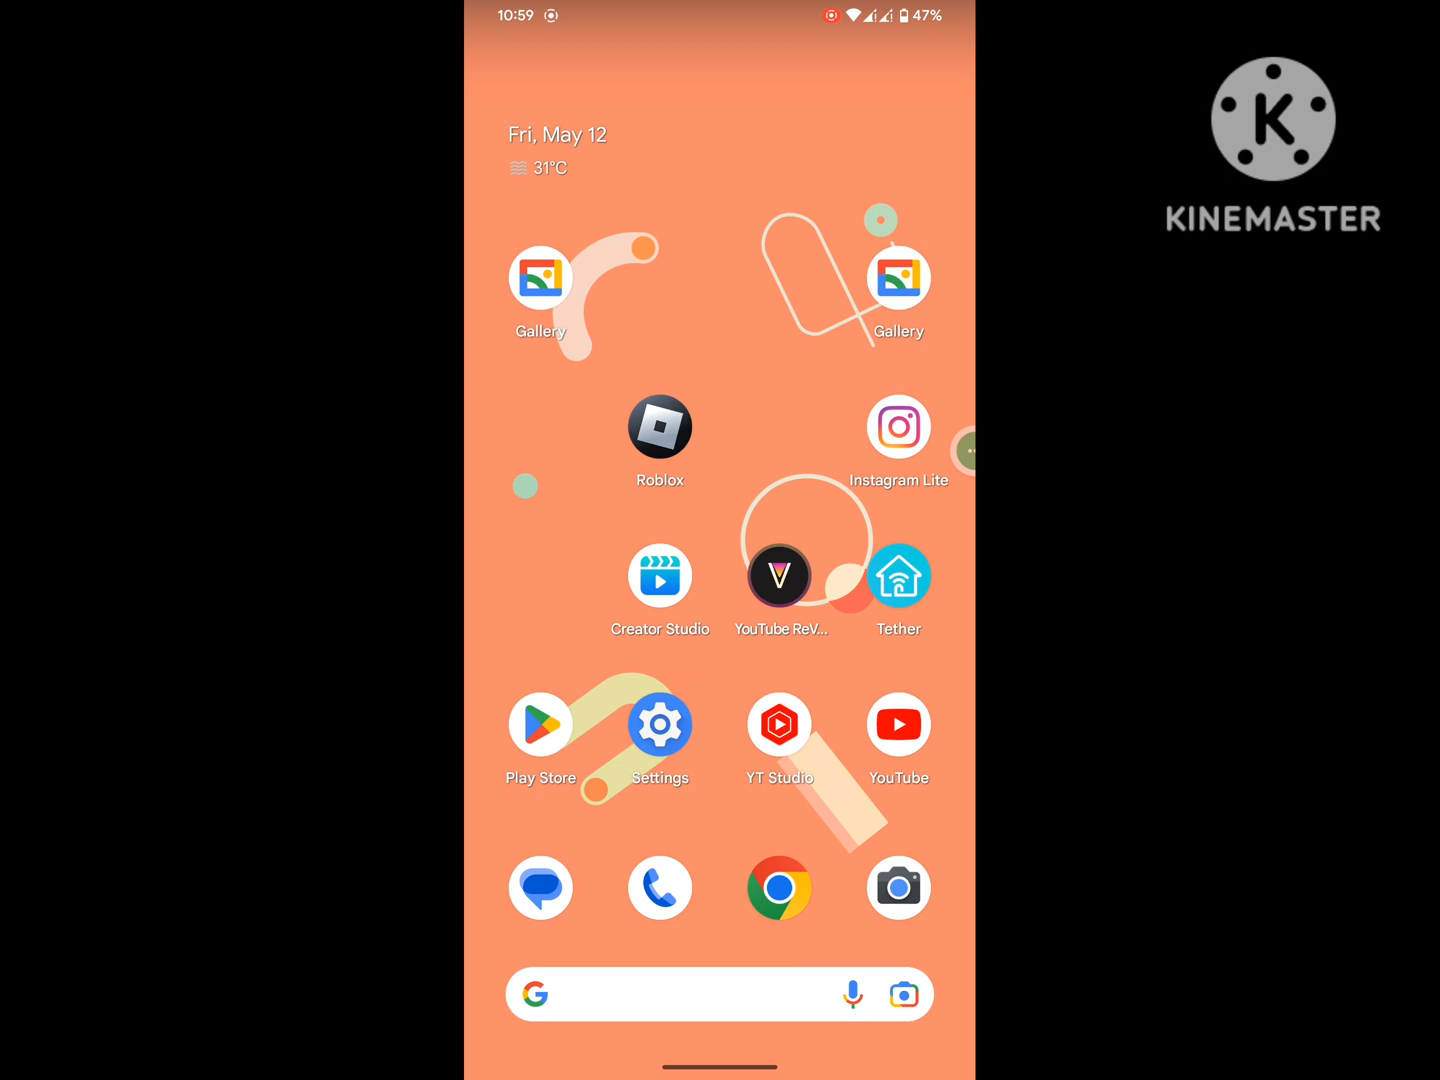 10:59
47%
KINEMASTER
Fri, May 12
31°C
Gallery
Gallery
Roblox
Instagram Lite
Creator Studio
YouTube ReV...
Tether
Play Store
Settings
YT Studio
YouTube